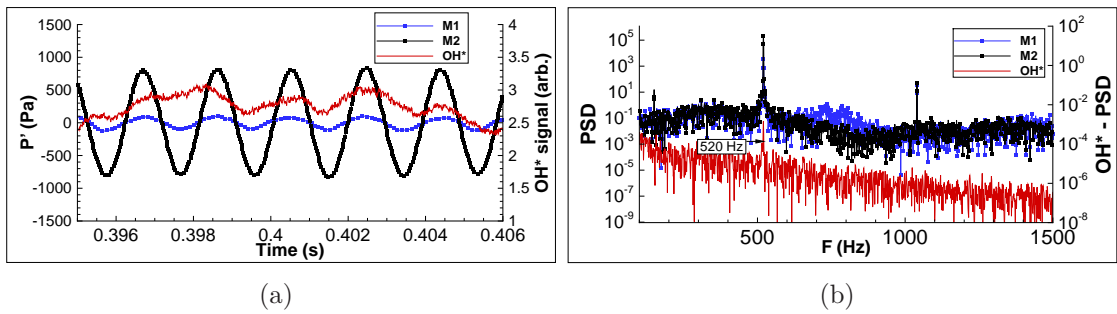 1500
1000
500
0
-500
-1000
-1500
P' (Pa)
0.396
0.398
0.4
0.402
0.404
0.406
Time (s)
4
3.5
3
2.5
2
1.5
1
OH* signal (arb.)
M1
M2
OH*
(a)
10^5
10^3
10^1
10^-1
10^-3
10^-5
10^-7
10^-9
PSD
520 Hz
500
1000
1500
F (Hz)
10^2
10^0
10^-2
10^-4
10^-6
10^-8
OH* - PSD
M1
M2
OH*
(b)